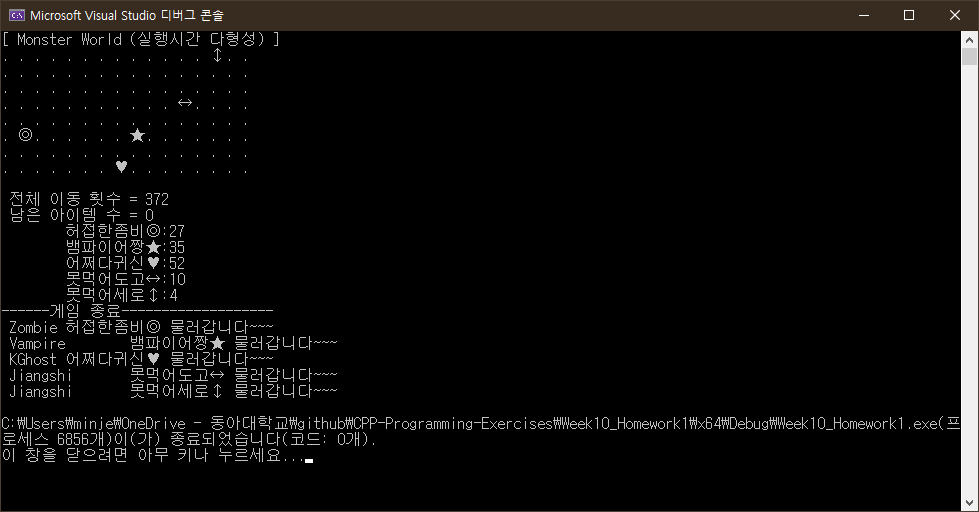 Microsoft Visual Studio 디버그 콘솔
[ Monster World (실행시간 다형성) ]
. . . . . . . . . . . . . ↕. .
. . . . . . . . . . . . . . . .
. . . . . . . . . . . . . . . .
. . . . . . . . . . . ↔. . . .
. . . . . . . . . . . . . . . .
. ◎. . . . . . ★. . . . . . .
. . . . . . . . . . . . . . . .
. . . . . . . ♥. . . . . . . .
전체 이동 횟수 = 372
남은 아이템 수 = 0
허접한좀비◎:27
뱀파이어짱★:35
어쩌다귀신♥:52
못먹어도고↔:10
못먹어세로↕:4
------게임 종료-------------------
Zombie 허접한좀비◎ 물러갑니다~~~
Vampire 뱀파이어짱★ 물러갑니다~~~
KGhost 어쩌다귀신♥ 물러갑니다~~~
Jiangshi 못먹어도고↔ 물러갑니다~~~
Jiangshi 못먹어세로↕ 물러갑니다~~~
C:₩Users₩minje₩OneDrive - 동아대학교₩github₩CPP-Programming-Exercises₩Week10_Homework1₩x64₩Debug₩Week10_Homework1.exe(프
로세스 6856개)이(가) 종료되었습니다(코드: 0개).
이 창을 닫으려면 아무 키나 누르세요...